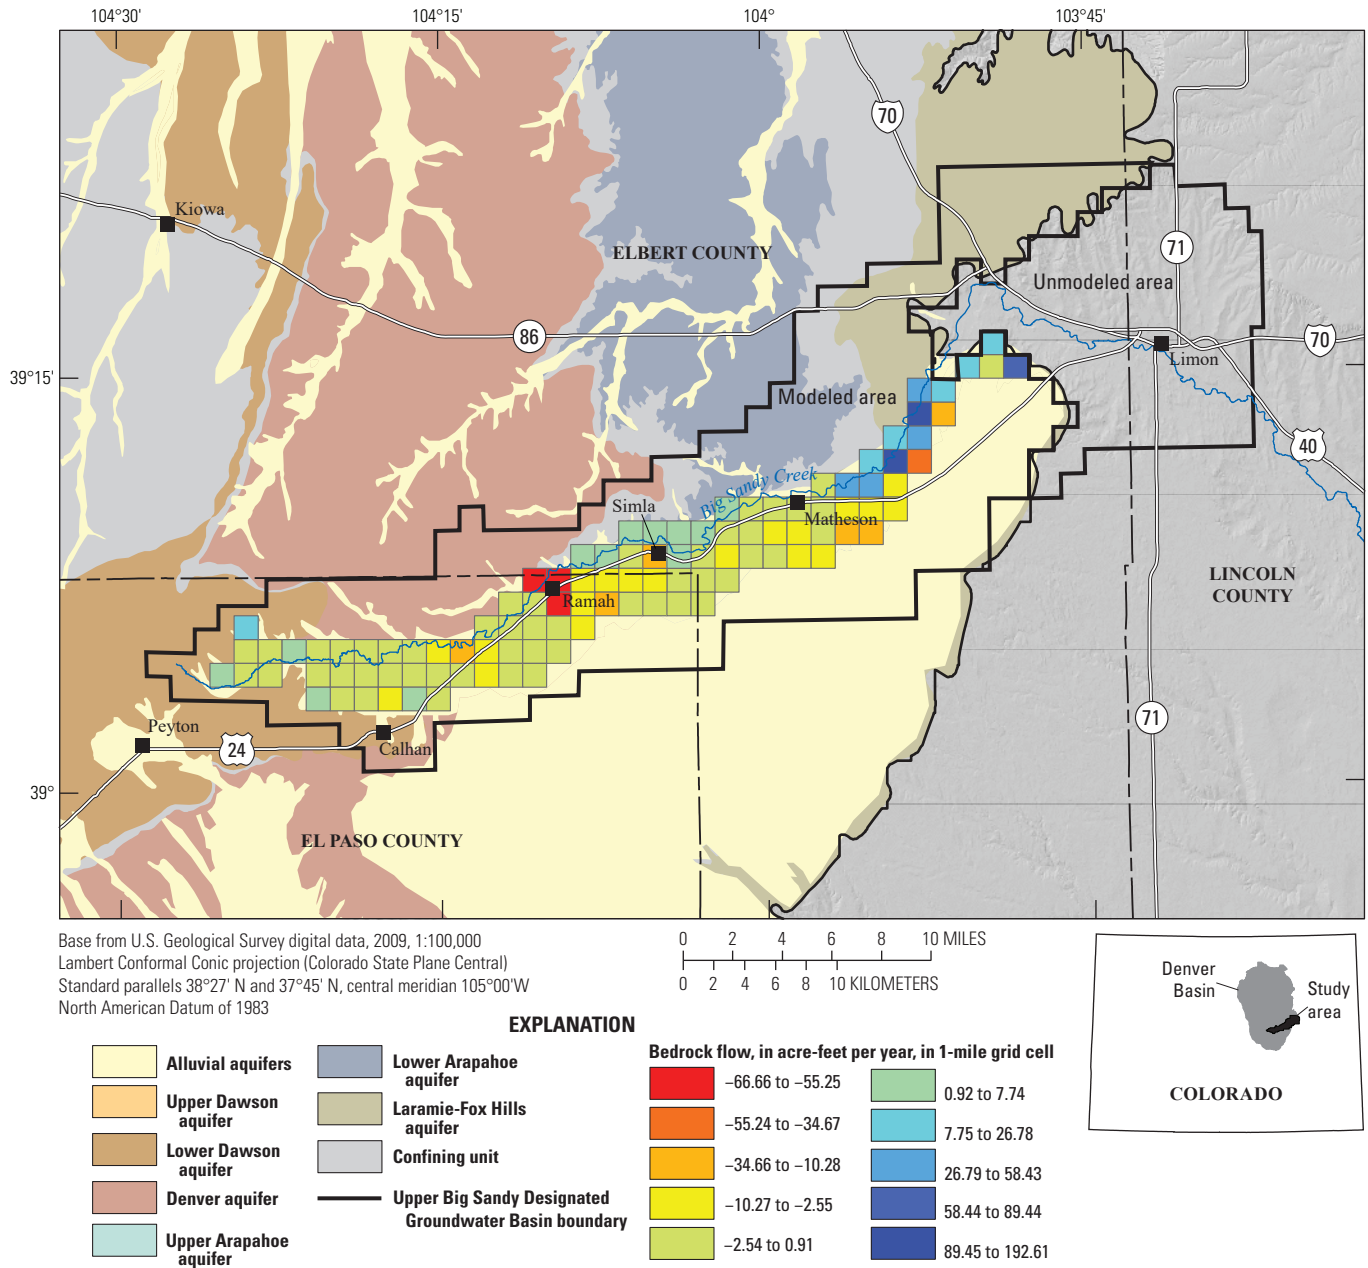 104°30' 104°15' 104° 103°45'
70
Kiowa
ELBERT COUNTY
71
Unmodeled area
86
70
Limon
39°15'
Modeled area
40
Big Sandy Creek
Simla
Matheson
LINCOLN
COUNTY
Ramah
Peyton
24
Calhan
71
39°
EL PASO COUNTY
Base from U.S. Geological Survey digital data, 2009, 1:100,000
Lambert Conformal Conic projection (Colorado State Plane Central)
Standard parallels 38°27' N and 37°45' N, central meridian 105°00'W
North American Datum of 1983
0 2 4 6 8 10 MILES
0 2 4 6 8 10 KILOMETERS
Denver
Basin
Study
area
COLORADO
EXPLANATION
Alluvial aquifers
Upper Dawson
aquifer
Lower Dawson
aquifer
Denver aquifer
Upper Arapahoe
aquifer
Lower Arapahoe
aquifer
Laramie-Fox Hills
aquifer
Confining unit
Upper Big Sandy Designated
Groundwater Basin boundary
Bedrock flow, in acre-feet per year, in 1-mile grid cell
−66.66 to −55.25
−55.24 to −34.67
−34.66 to −10.28
−10.27 to −2.55
−2.54 to 0.91
0.92 to 7.74
7.75 to 26.78
26.79 to 58.43
58.44 to 89.44
89.45 to 192.61